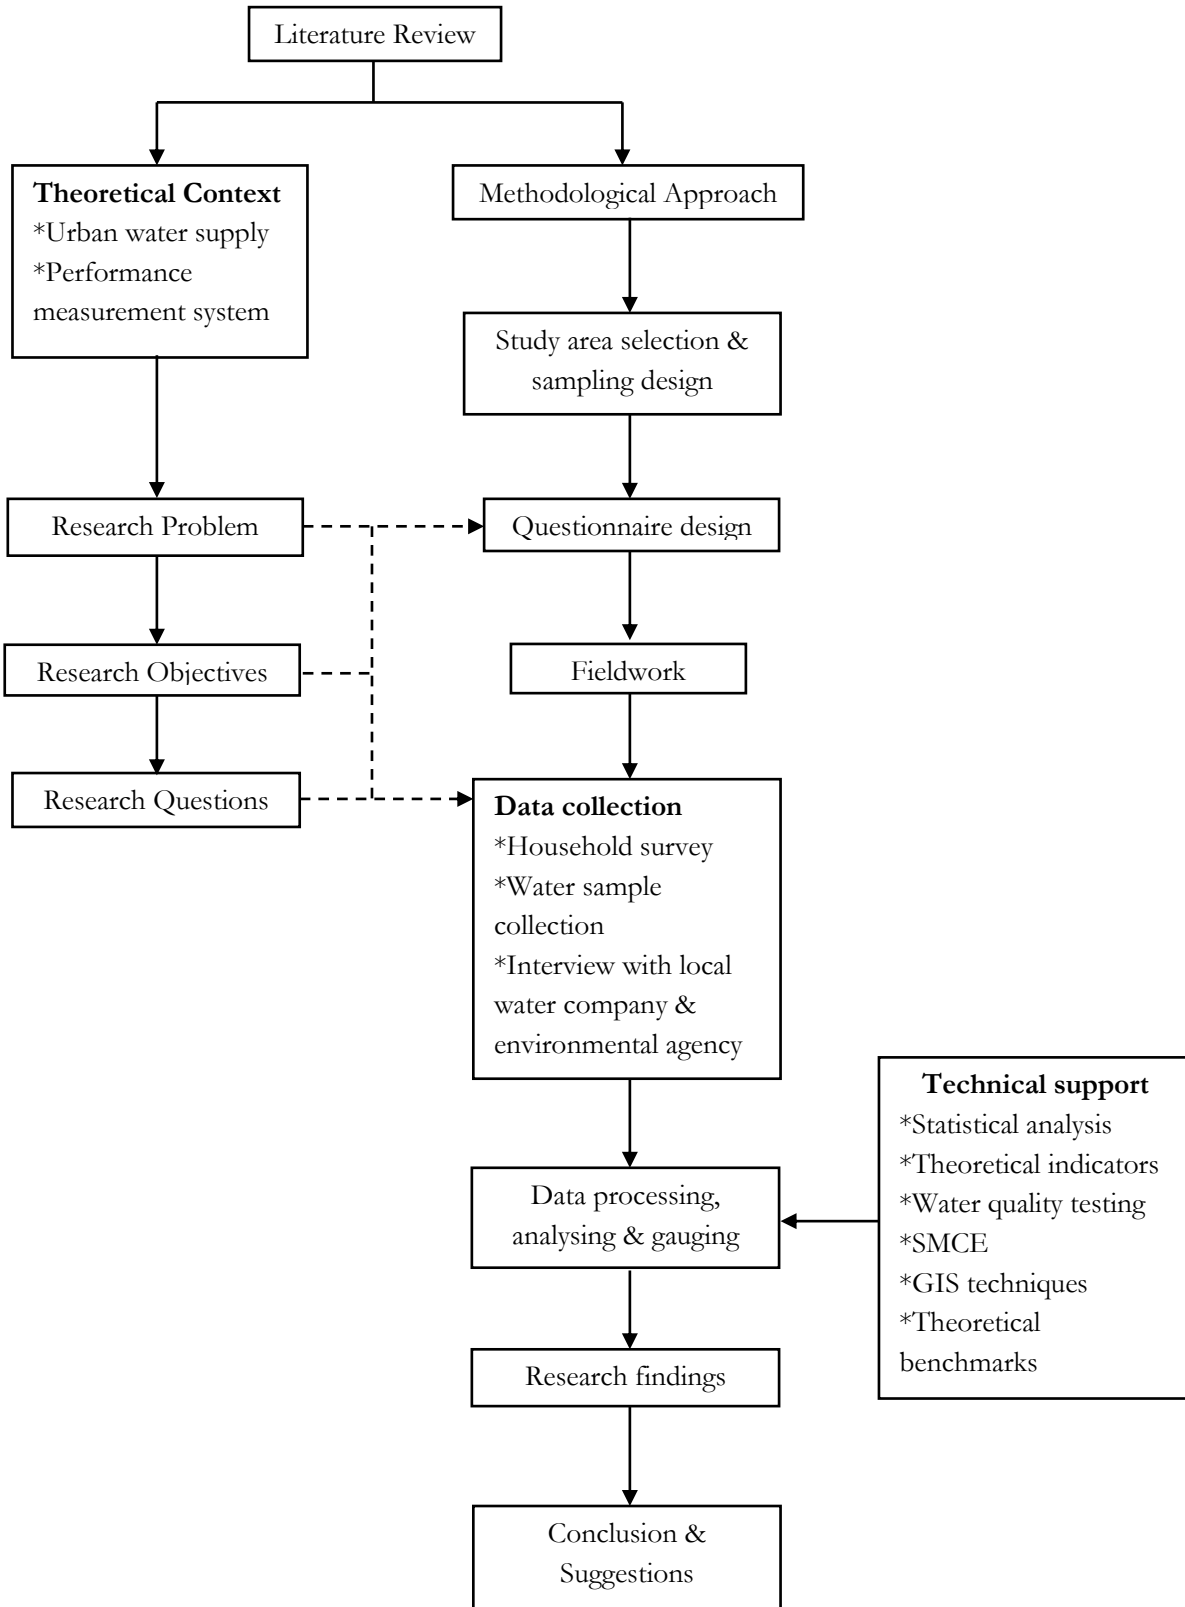 Literature Review
Theoretical Context
*Urban water supply
*Performance
measurement system
Methodological Approach
Study area selection &
sampling design
Research Problem
Questionnaire design
Research Objectives
Fieldwork
Research Questions
Data collection
*Household survey
*Water sample
collection
*Interview with local
water company &
environmental agency
Technical support
*Statistical analysis
*Theoretical indicators
*Water quality testing
*SMCE
*GIS techniques
*Theoretical
benchmarks
Data processing,
analysing & gauging
Research findings
Conclusion &
Suggestions